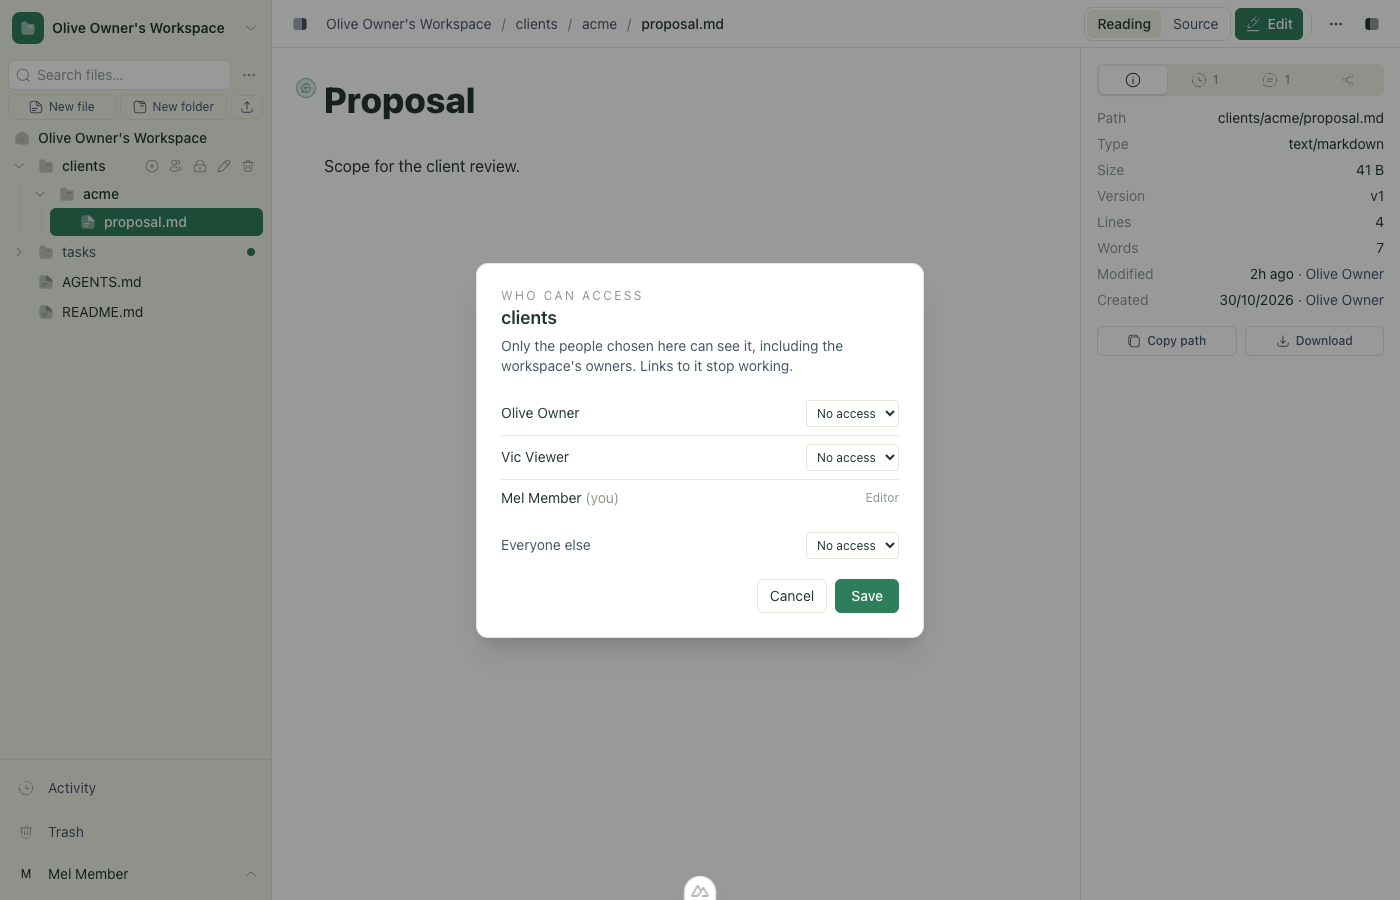 Olive Owner's Workspace
Olive Owner's Workspace / clients / acme / proposal.md
Reading
Source
Edit
Search files...
New file
New folder
Olive Owner's Workspace
clients
acme
proposal.md
tasks
AGENTS.md
README.md
Activity
Trash
M Mel Member
Proposal
Scope for the client review.
WHO CAN ACCESS
clients
Only the people chosen here can see it, including the
workspace's owners. Links to it stop working.
Olive Owner No access
Vic Viewer No access
Mel Member (you) Editor
Everyone else No access
Cancel
Save
1
1
Path clients/acme/proposal.md
Type text/markdown
Size 41 B
Version v1
Lines 4
Words 7
Modified 2h ago · Olive Owner
Created 30/10/2026 · Olive Owner
Copy path
Download